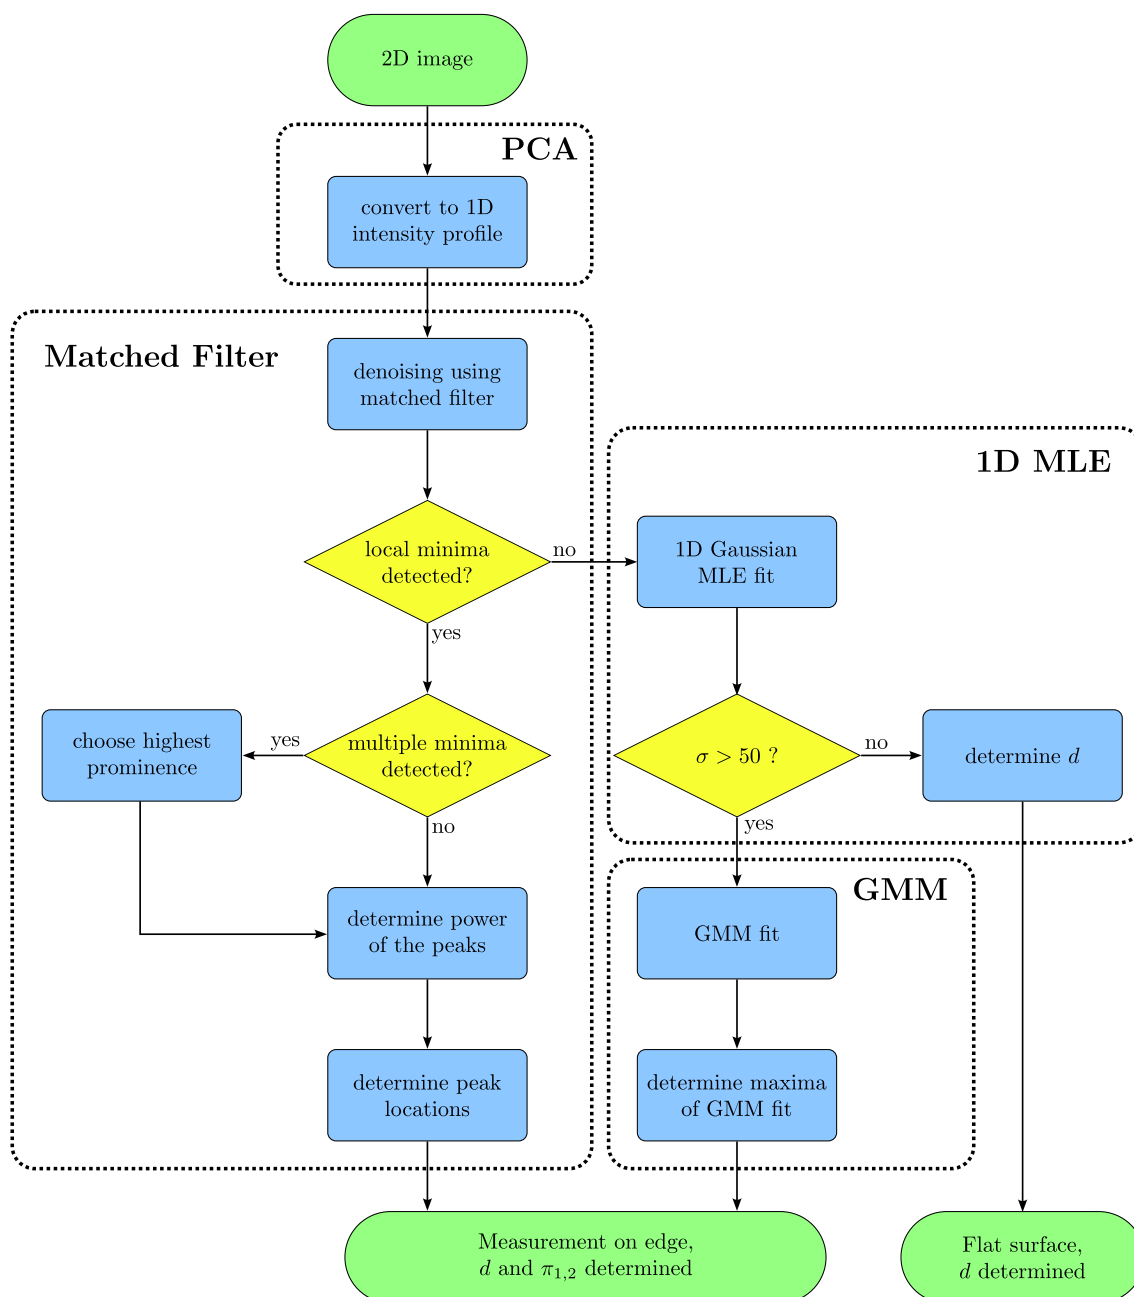 2D image
PCA
convert to 1D
intensity profile
Matched Filter
denoising using
matched filter
1D MLE
local minima
detected?
no
1D Gaussian
MLE fit
yes
choose highest
prominence
yes
multiple minima
detected?
σ > 50 ?
no
determine d
no
yes
GMM
determine power
of the peaks
GMM fit
determine peak
locations
determine maxima
of GMM fit
Measurement on edge,
d and π1,2 determined
Flat surface,
d determined